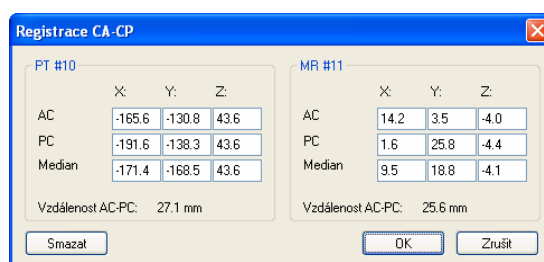 Registrace CA-CP
PT #10
X: Y: Z:
AC -165.6 -130.8 43.6
PC -191.6 -138.3 43.6
Median -171.4 -168.5 43.6
Vzdálenost AC-PC: 27.1 mm
MR #11
X: Y: Z:
AC 14.2 3.5 -4.0
PC 1.6 25.8 -4.4
Median 9.5 18.8 -4.1
Vzdálenost AC-PC: 25.6 mm
Smazat OK Zrušit